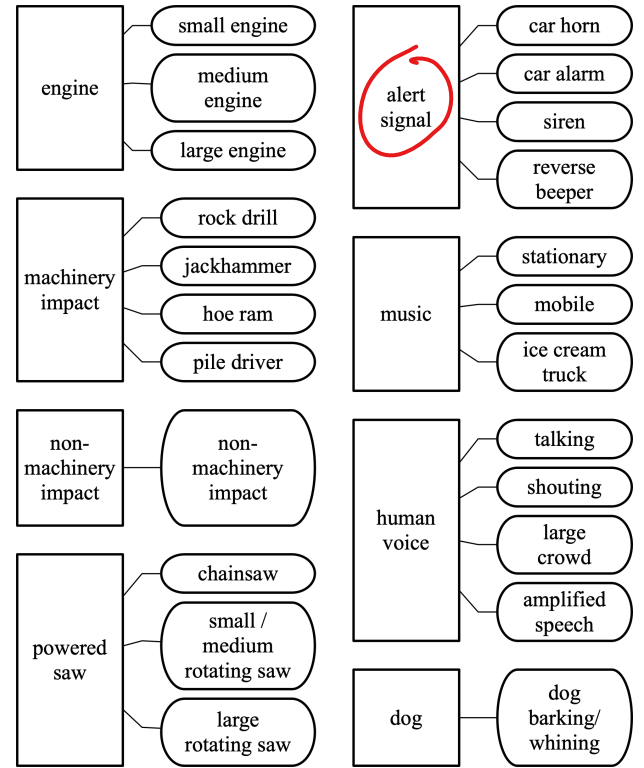 engine
small engine
medium
engine
large engine
machinery
impact
rock drill
jackhammer
hoe ram
pile driver
non-
machinery
impact
non-
machinery
impact
powered
saw
chainsaw
small /
medium
rotating saw
large
rotating saw
alert
signal
car horn
car alarm
siren
reverse
beeper
music
stationary
mobile
ice cream
truck
human
voice
talking
shouting
large
crowd
amplified
speech
dog
dog
barking/
whining